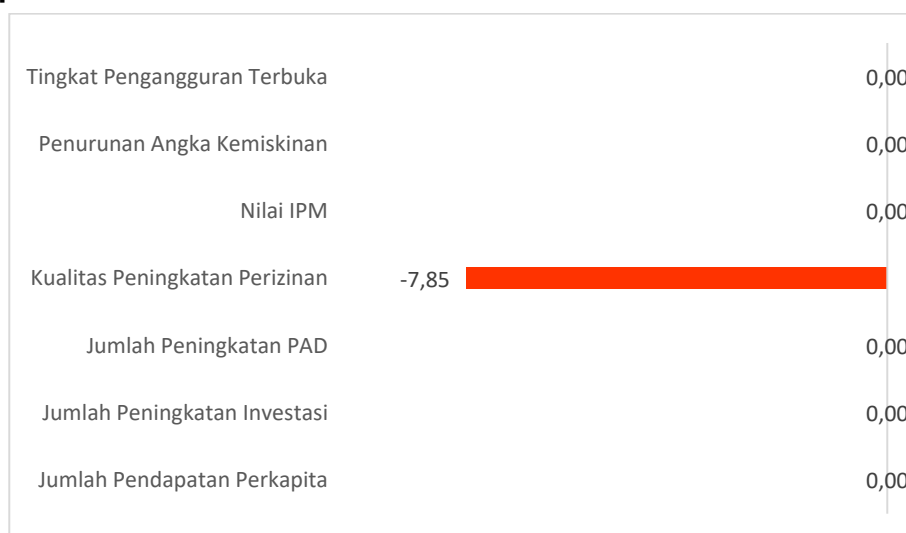 Tingkat Pengangguran Terbuka 0,00
Penurunan Angka Kemiskinan 0,00
Nilai IPM 0,00
Kualitas Peningkatan Perizinan -7,85
Jumlah Peningkatan PAD 0,00
Jumlah Peningkatan Investasi 0,00
Jumlah Pendapatan Perkapita 0,00